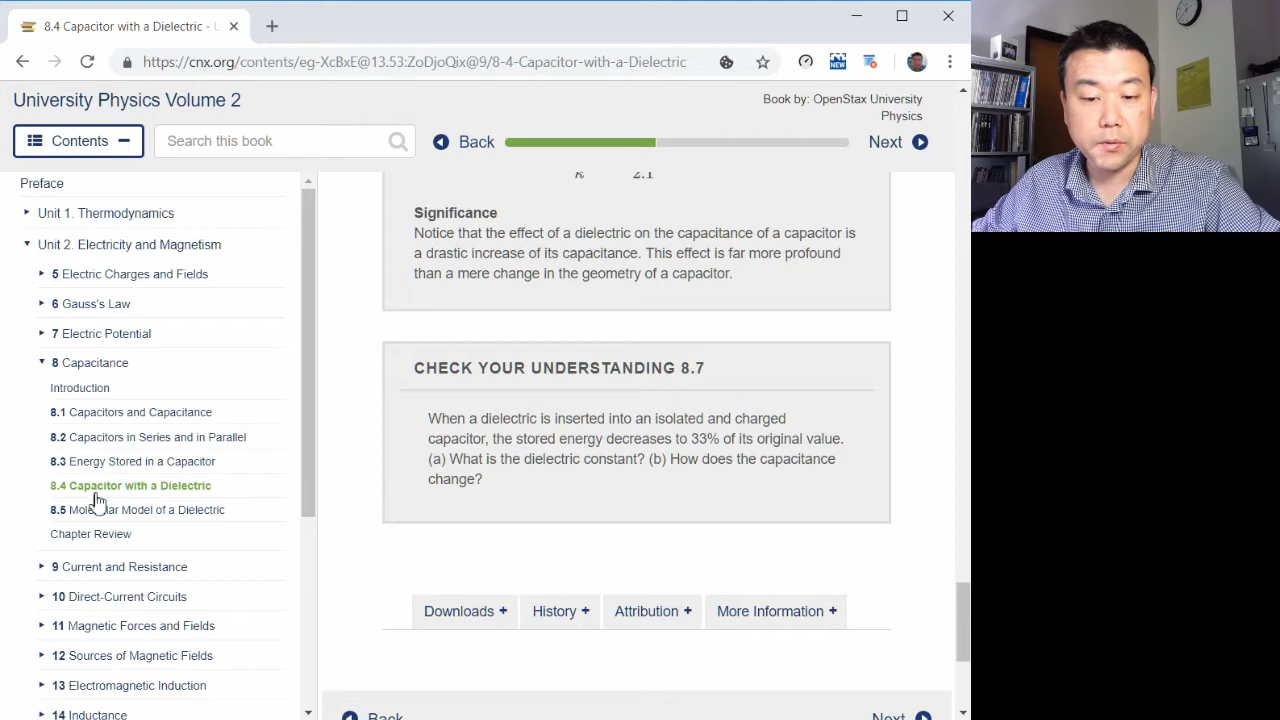 8.4 Capacitor with a Dielectric - U
https://cnx.org/contents/eg-XcBxE@13.53:ZoDjoQix@9/8-4-Capacitor-with-a-Dielectric
NEW
University Physics Volume 2
Book by: OpenStax University
Physics
Contents
Search this book
Back
Next
Preface
Unit 1. Thermodynamics
Unit 2. Electricity and Magnetism
5 Electric Charges and Fields
6 Gauss's Law
7 Electric Potential
8 Capacitance
Introduction
8.1 Capacitors and Capacitance
8.2 Capacitors in Series and in Parallel
8.3 Energy Stored in a Capacitor
8.4 Capacitor with a Dielectric
8.5 Molecular Model of a Dielectric
Chapter Review
9 Current and Resistance
10 Direct-Current Circuits
11 Magnetic Forces and Fields
12 Sources of Magnetic Fields
13 Electromagnetic Induction
14 Inductance
κ 2.1
Significance
Notice that the effect of a dielectric on the capacitance of a capacitor is
a drastic increase of its capacitance. This effect is far more profound
than a mere change in the geometry of a capacitor.
CHECK YOUR UNDERSTANDING 8.7
When a dielectric is inserted into an isolated and charged
capacitor, the stored energy decreases to 33% of its original value.
(a) What is the dielectric constant? (b) How does the capacitance
change?
Downloads +
History +
Attribution +
More Information +
Back
Next